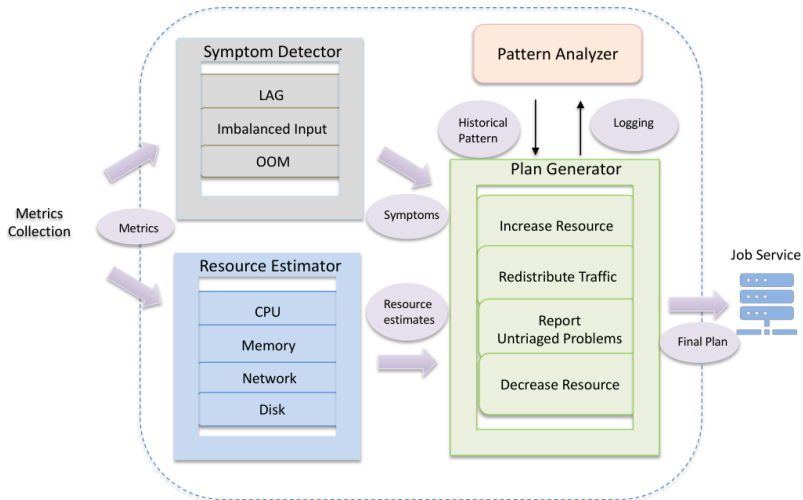 Symptom Detector
LAG
Imbalanced Input
OOM
Pattern Analyzer
Historical
Pattern
Logging
Metrics
Collection
Metrics
Symptoms
Resource Estimator
CPU
Memory
Network
Disk
Resource
estimates
Plan Generator
Increase Resource
Redistribute Traffic
Report
Untriaged Problems
Decrease Resource
Job Service
Final Plan